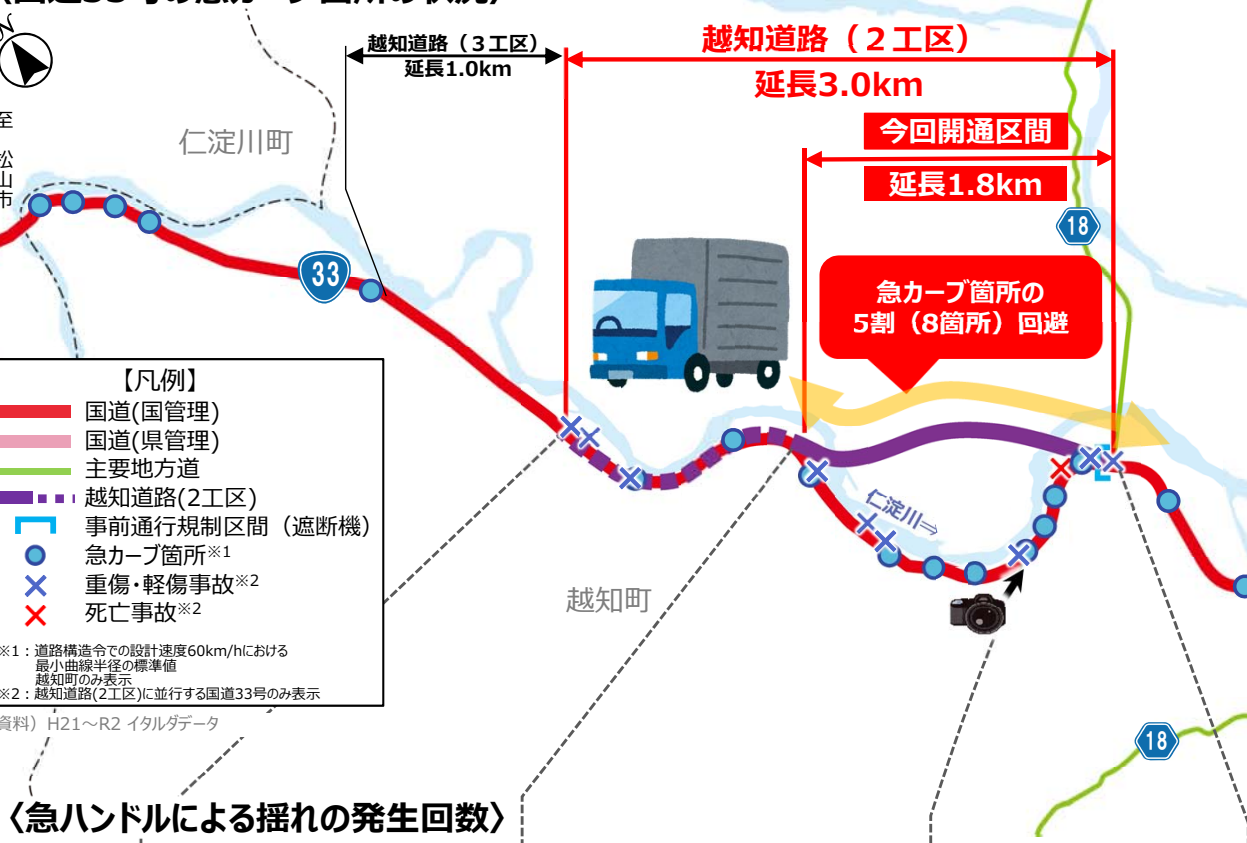 N
越知道路（３工区）
延長1.0km
越知道路（２工区）
延長3.0km
今回開通区間
延長1.8km
至 松山市
仁淀川町
18
33
急カーブ箇所の
5割（8箇所）回避
【凡例】
国道(国管理)
国道(県管理)
主要地方道
越知道路(2工区)
事前通行規制区間（遮断機）
急カーブ箇所※1
重傷・軽傷事故※2
死亡事故※2
※1：道路構造令での設計速度60km/hにおける
最小曲線半径の標準値
越知町のみ表示
※2：越知道路(2工区)に並行する国道33号のみ表示
資料）H21～R2 イタルダデータ
仁淀川⇒
越知町
18
〈急ハンドルによる揺れの発生回数〉